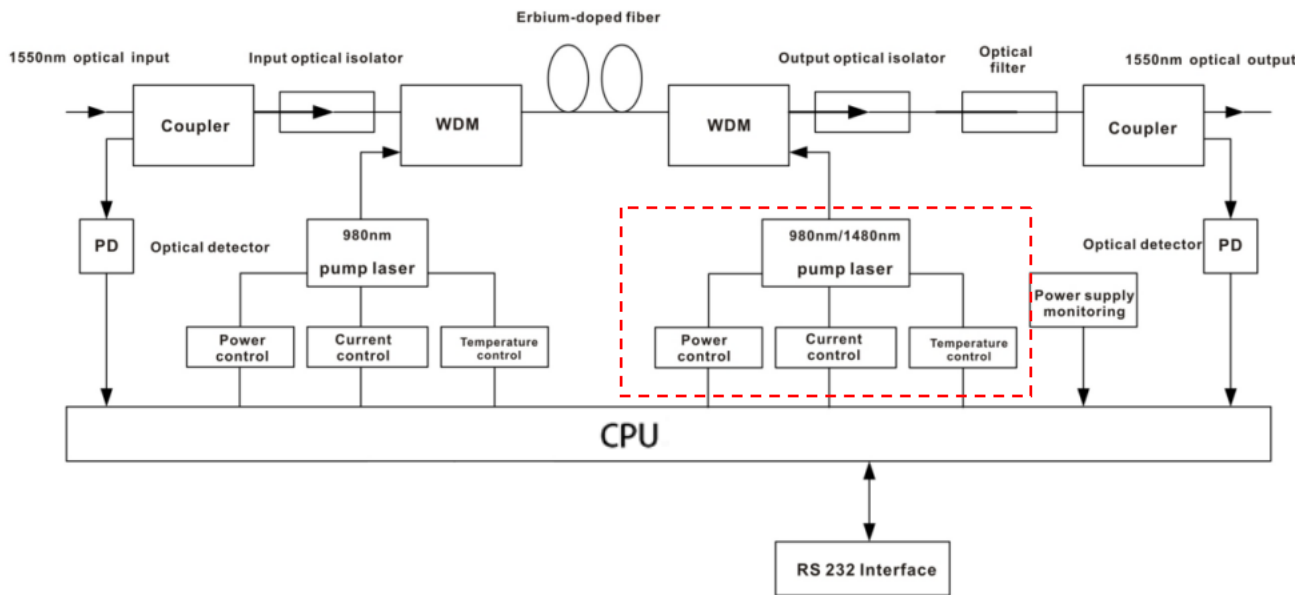 Erbium-doped fiber
1550nm optical input
Input optical isolator
Output optical isolator
Optical
filter
1550nm optical output
Coupler
WDM
WDM
Coupler
PD
Optical detector
980nm
pump laser
980nm/1480nm
pump laser
Optical detector
PD
Power supply
monitoring
Power
control
Current
control
Temperature
control
Power
control
Current
control
Temperature
control
CPU
RS 232 Interface